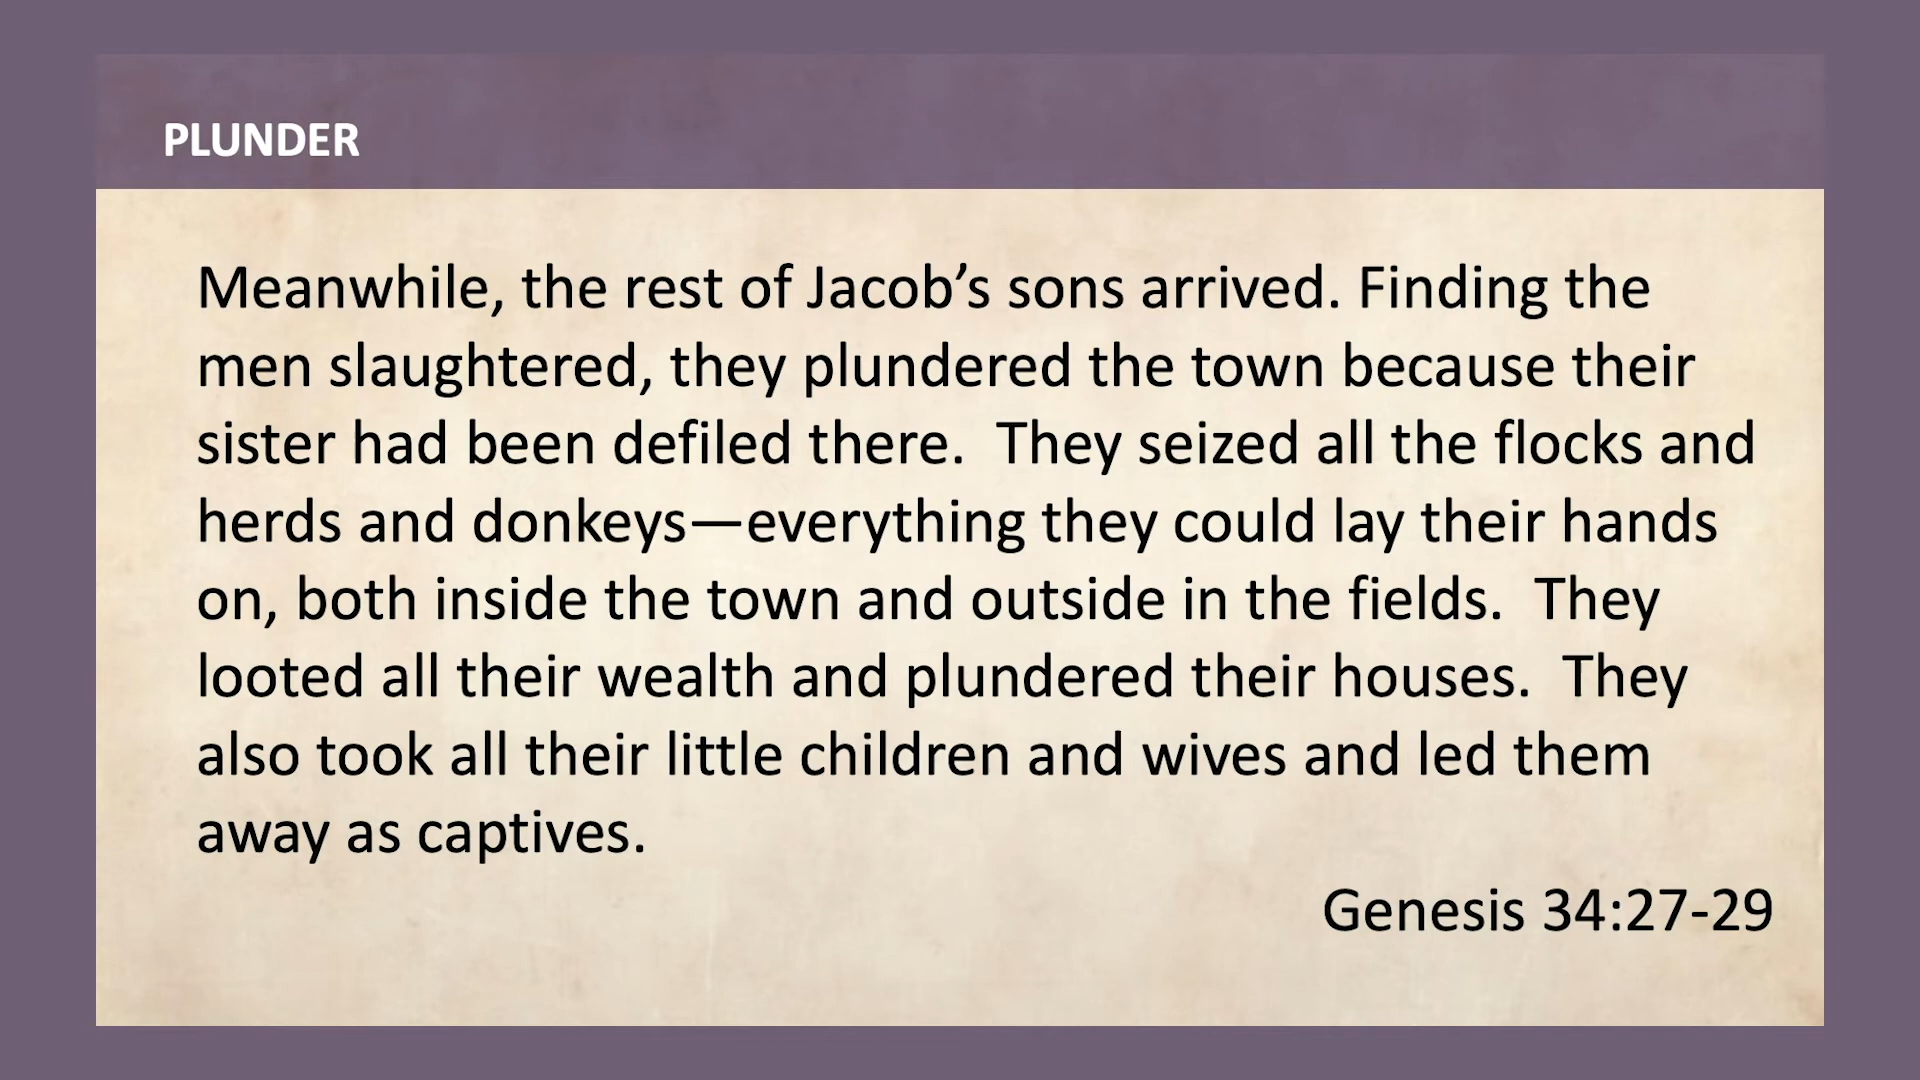 PLUNDER
Meanwhile, the rest of Jacob’s sons arrived. Finding the
men slaughtered, they plundered the town because their
sister had been defiled there.  They seized all the flocks and
herds and donkeys—everything they could lay their hands
on, both inside the town and outside in the fields.  They
looted all their wealth and plundered their houses.  They
also took all their little children and wives and led them
away as captives.
Genesis 34:27-29